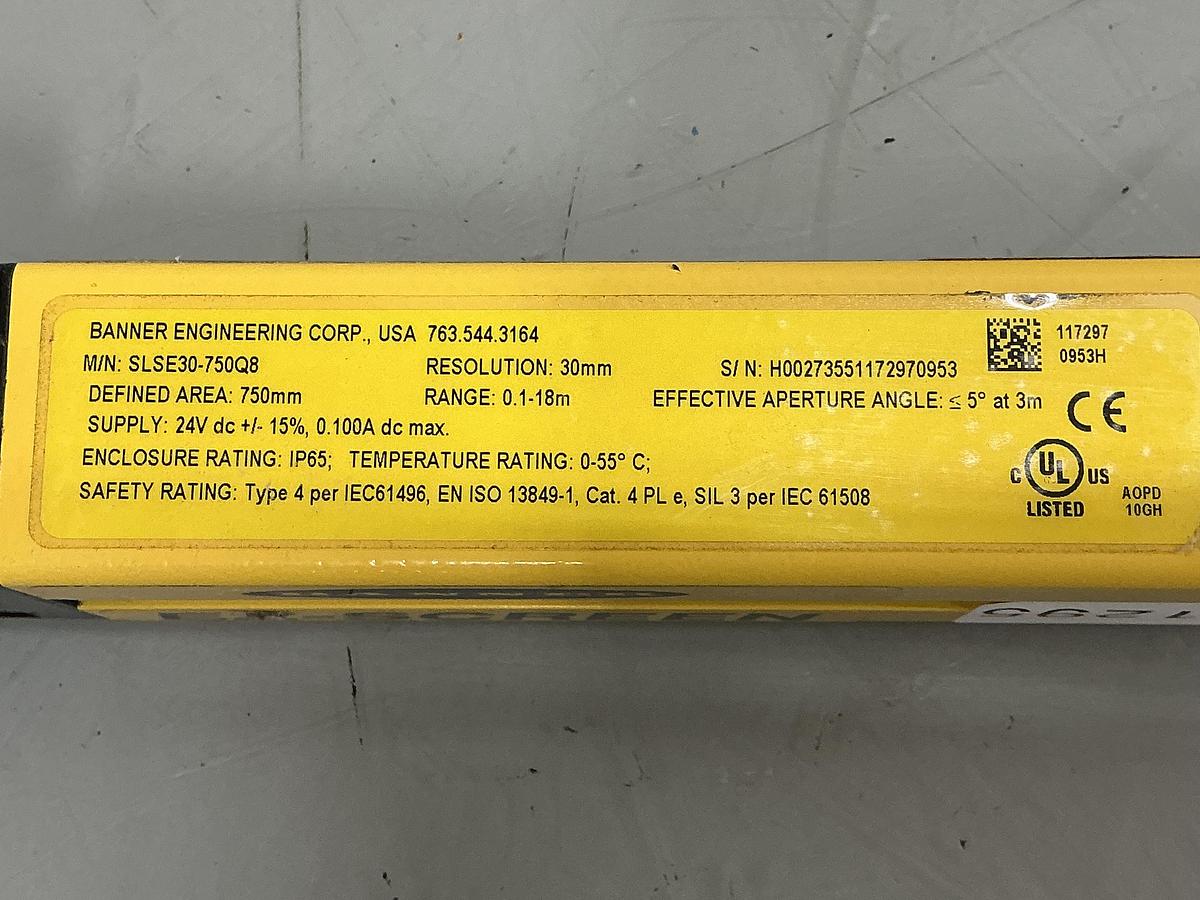 BANNER ENGINEERING CORP., USA 763.544.3164
117297
0953H
M/N: SLSE30-750Q8 RESOLUTION: 30mm S/ N: H00273551172970953
DEFINED AREA: 750mm RANGE: 0.1-18m EFFECTIVE APERTURE ANGLE: ≤ 5° at 3m
CE
SUPPLY: 24V dc +/- 15%, 0.100A dc max.
ENCLOSURE RATING: IP65; TEMPERATURE RATING: 0-55° C;
C UL US
LISTED
SAFETY RATING: Type 4 per IEC61496, EN ISO 13849-1, Cat. 4 PL e, SIL 3 per IEC 61508
AOPD
10GH